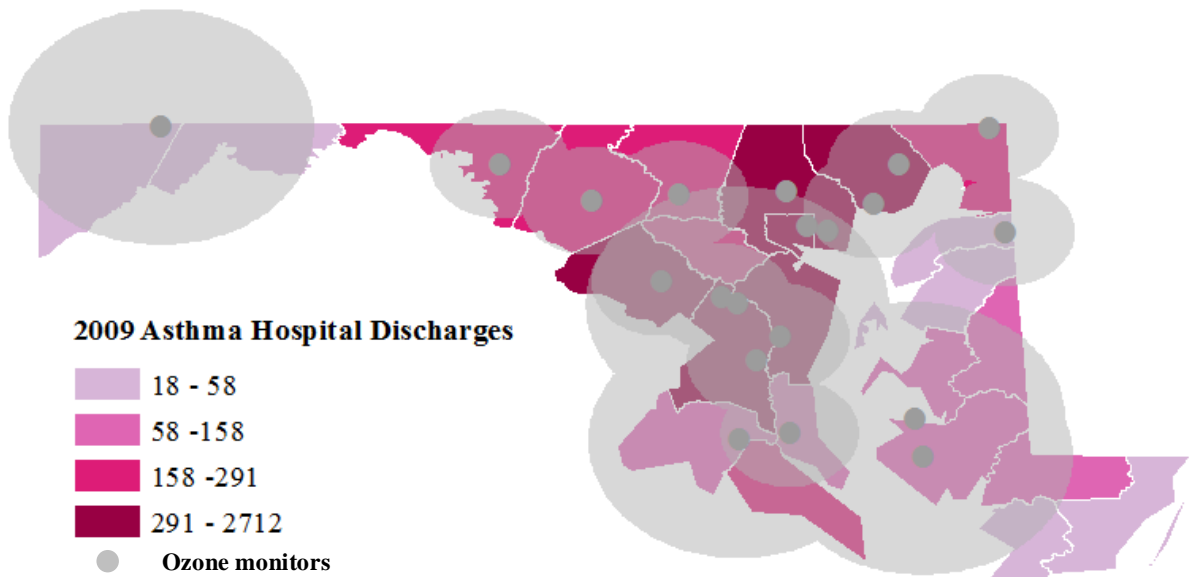 2009 Asthma Hospital Discharges
18 - 58
58 -158
158 -291
291 - 2712
Ozone monitors